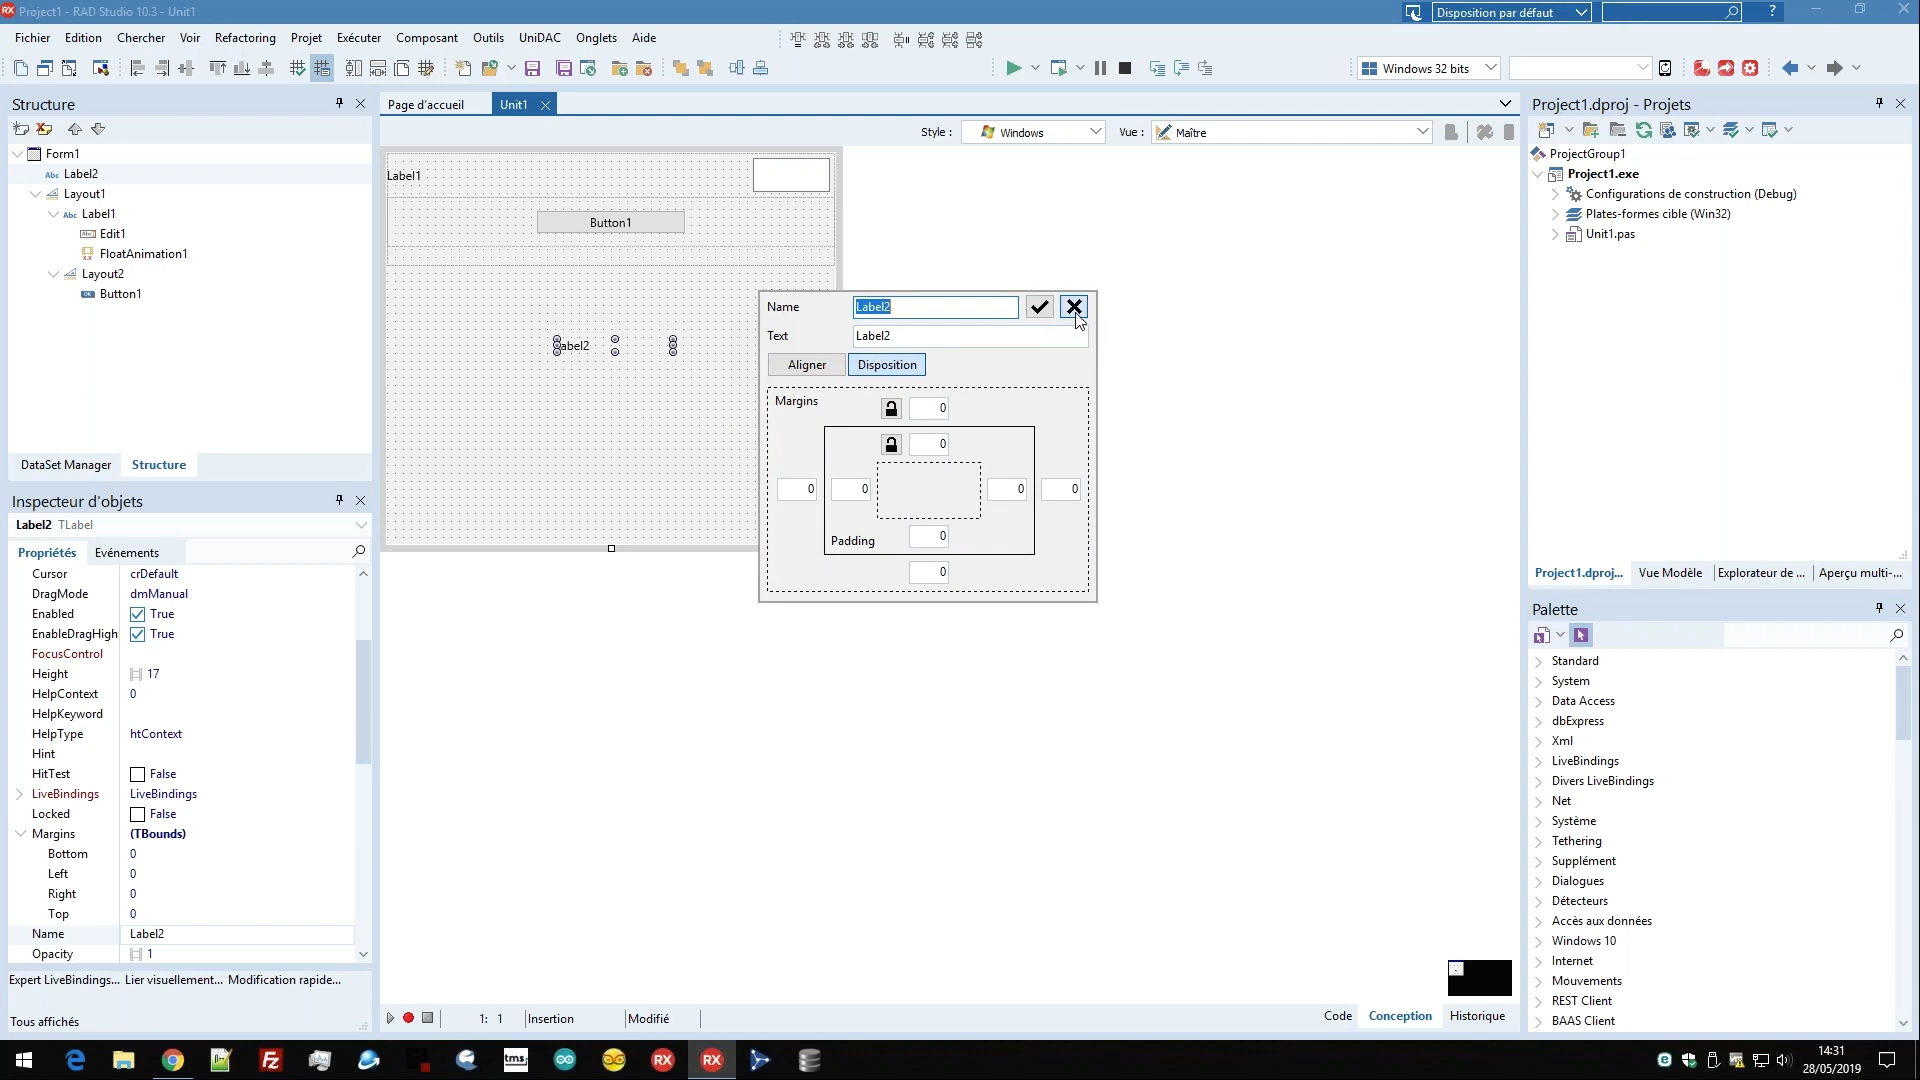 Project1 - RAD Studio 10.3 - Unit1
Disposition par défaut
?
Fichier Edition Chercher Voir Refactoring Projet Exécuter Composant Outils UniDAC Onglets Aide
Windows 32 bits
Structure
Form1
Label2
Layout1
Label1
Edit1
FloatAnimation1
Layout2
Button1
DataSet Manager Structure
Inspecteur d'objets
Label2 TLabel
Propriétés Evénements
Cursor crDefault
DragMode dmManual
Enabled True
EnableDragHigh True
FocusControl
Height 17
HelpContext 0
HelpKeyword
HelpType htContext
Hint
HitTest False
LiveBindings LiveBindings
Locked False
Margins (TBounds)
Bottom 0
Left 0
Right 0
Top 0
Name Label2
Opacity 1
Expert LiveBindings... Lier visuellement... Modification rapide...
Tous affichés
Page d'accueil Unit1
Style : Windows Vue : Maître
Label1
Button1
abel2
Name Label2
Text Label2
Aligner Disposition
Margins 0
0
0 0 0 0
Padding 0
0
1: 1 Insertion Modifié
Code Conception Historique
Project1.dproj - Projets
ProjectGroup1
Project1.exe
Configurations de construction (Debug)
Plates-formes cible (Win32)
Unit1.pas
Project1.dproj... Vue Modèle Explorateur de ... Aperçu multi-...
Palette
Standard
System
Data Access
dbExpress
Xml
LiveBindings
Divers LiveBindings
Net
Système
Tethering
Supplément
Dialogues
Détecteurs
Accès aux données
Windows 10
Internet
Mouvements
REST Client
BAAS Client
tms
RX
RX
14:31
28/05/2019